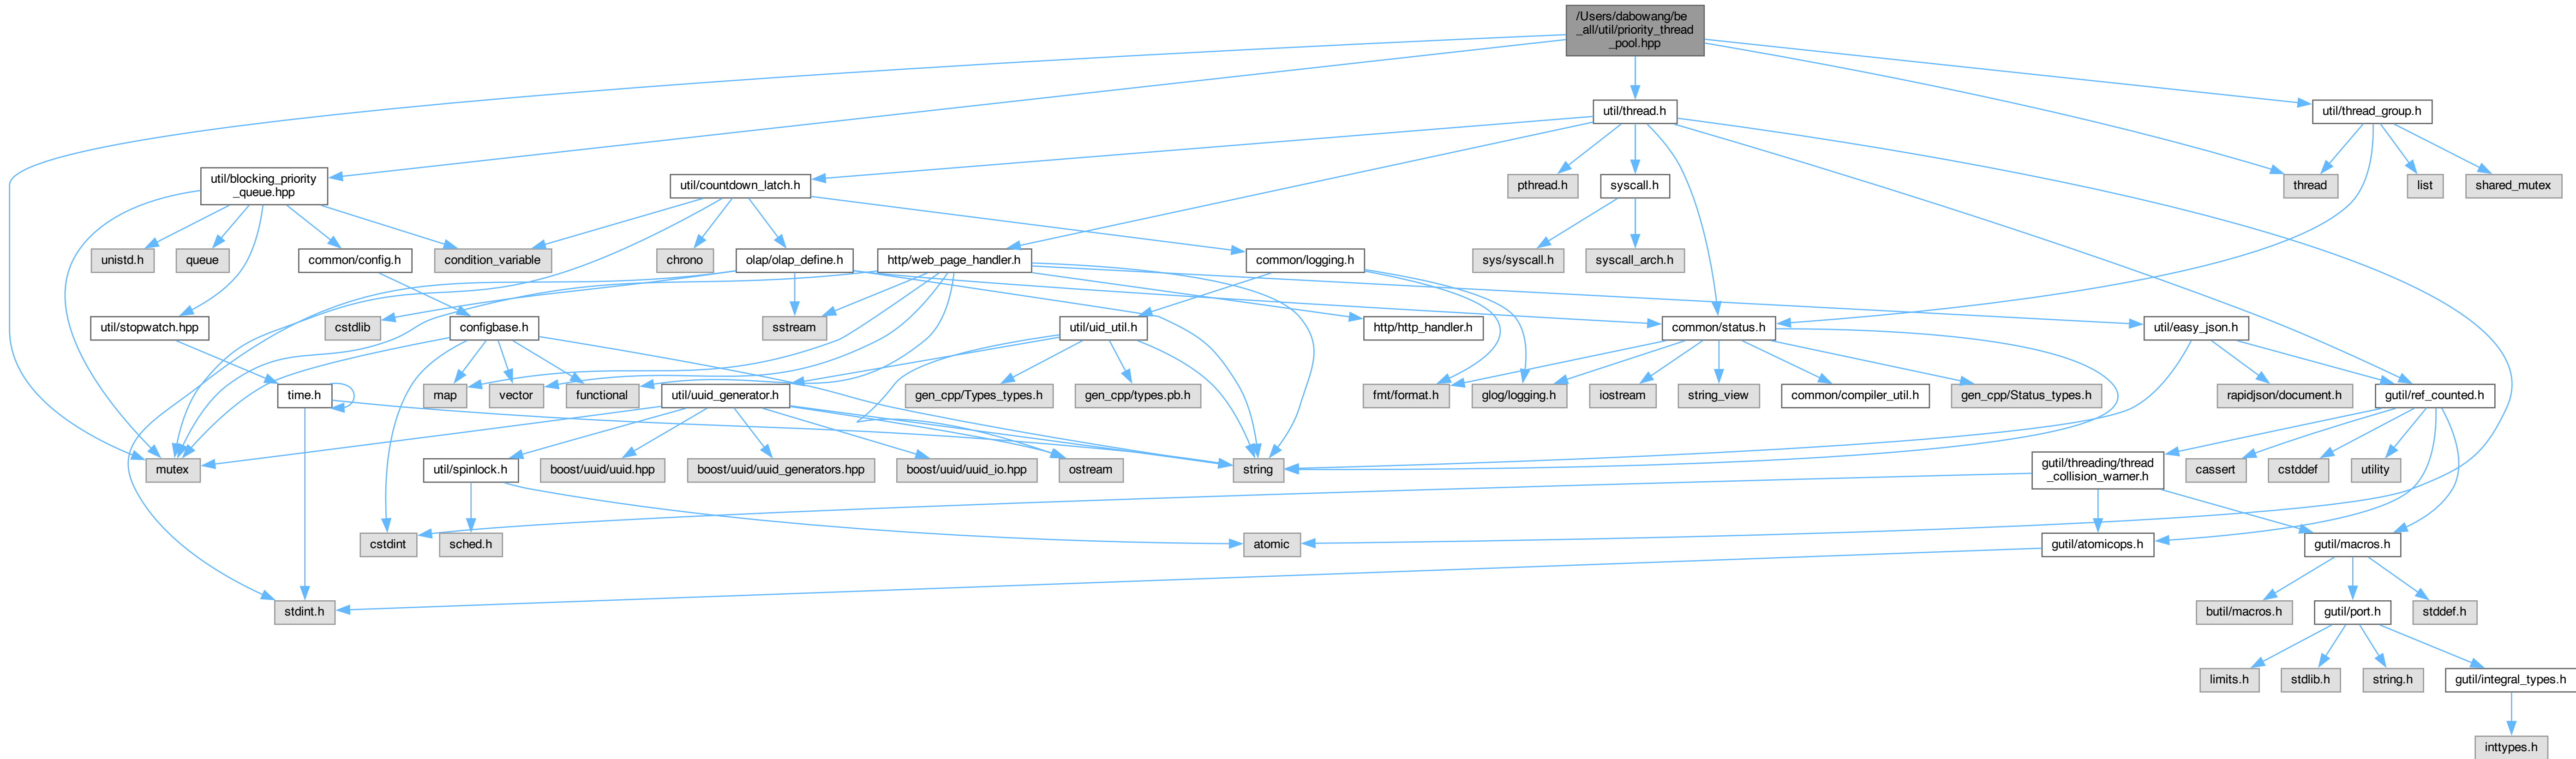 /Users/dabowang/be
_all/util/priority_thread
_pool.hpp
util/thread.h
util/thread_group.h
util/blocking_priority
_queue.hpp
util/countdown_latch.h
pthread.h
syscall.h
thread
list
shared_mutex
unistd.h
queue
common/config.h
condition_variable
chrono
olap/olap_define.h
http/web_page_handler.h
common/logging.h
sys/syscall.h
syscall_arch.h
util/stopwatch.hpp
cstdlib
configbase.h
sstream
util/uid_util.h
http/http_handler.h
common/status.h
util/easy_json.h
time.h
map
vector
functional
util/uuid_generator.h
gen_cpp/Types_types.h
gen_cpp/types.pb.h
fmt/format.h
glog/logging.h
iostream
string_view
common/compiler_util.h
gen_cpp/Status_types.h
rapidjson/document.h
gutil/ref_counted.h
mutex
util/spinlock.h
boost/uuid/uuid.hpp
boost/uuid/uuid_generators.hpp
boost/uuid/uuid_io.hpp
ostream
string
gutil/threading/thread
_collision_warner.h
cassert
cstddef
utility
cstdint
sched.h
atomic
gutil/atomicops.h
gutil/macros.h
stdint.h
butil/macros.h
gutil/port.h
stddef.h
limits.h
stdlib.h
string.h
gutil/integral_types.h
inttypes.h